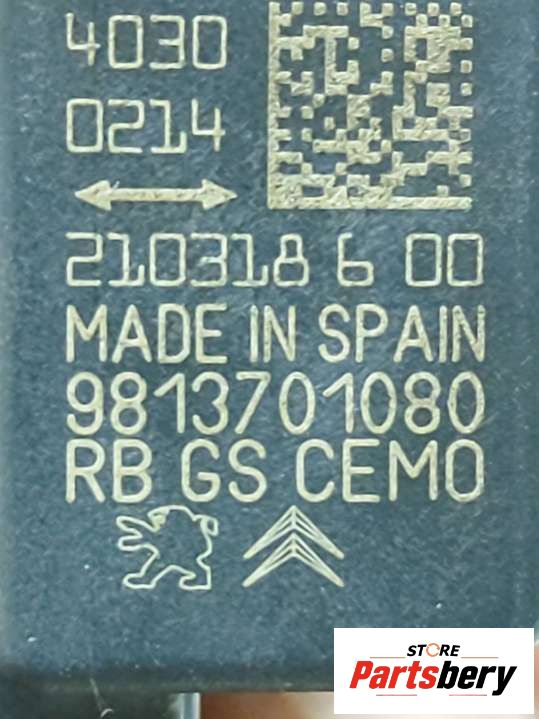 4030
0214
210318 6 00
MADE IN SPAIN
9813701080
RB GS CEMO
STORE
Partsbery